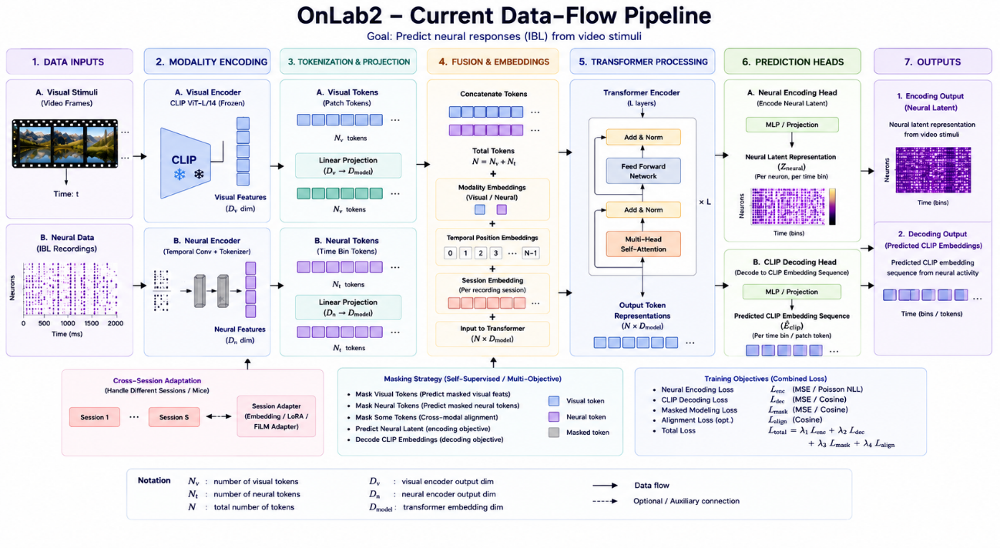 OnLab2 – Current Data-Flow Pipeline
Goal: Predict neural responses (IBL) from video stimuli
1. DATA INPUTS
A. Visual Stimuli
(Video Frames)
...
...
Time: t
B. Neural Data
(IBL Recordings)
Neurons
0 500 1000 1500 2000
Time (ms)
2. MODALITY ENCODING
A. Visual Encoder
CLIP ViT-L/14 (Frozen)
CLIP
Visual Features
(Dv dim)
B. Neural Encoder
(Temporal Conv + Tokenizer)
Neural Features
(Dn dim)
3. TOKENIZATION & PROJECTION
A. Visual Tokens
(Patch Tokens)
...
Nv tokens
Linear Projection
(Dv → Dmodel)
...
Nv tokens
B. Neural Tokens
(Time Bin Tokens)
...
Nt tokens
Linear Projection
(Dn → Dmodel)
...
Nt tokens
4. FUSION & EMBEDDINGS
Concatenate Tokens
...
...
Total Tokens
N = Nv + Nt
+
Modality Embeddings
(Visual / Neural)
+
Temporal Position Embeddings
0 1 2 3 ... N-1
+
Session Embedding
(Per recording session)
...
+
Input to Transformer
(N × Dmodel)
5. TRANSFORMER PROCESSING
Transformer Encoder
(L layers)
Add & Norm
Feed Forward
Network
Add & Norm
Multi-Head
Self-Attention
× L
Output Token
Representations
(N × Dmodel)
...
6. PREDICTION HEADS
A. Neural Encoding Head
(Encode Neural Latent)
MLP / Projection
Neural Latent Representation
(Zneural)
(Per neuron, per time bin)
Neurons
Time (bins)
B. CLIP Decoding Head
(Decode to CLIP Embedding Sequence)
MLP / Projection
Predicted CLIP Embedding Sequence
(Êclip)
(Per time bin / patch token)
...
7. OUTPUTS
1. Encoding Output
(Neural Latent)
Neural latent representation
from video stimuli
Neurons
Time (bins)
2. Decoding Output
(Predicted CLIP Embeddings)
Predicted CLIP embedding
sequence from neural activity
...
Time (bins / tokens)
Cross-Session Adaptation
(Handle Different Sessions / Mice)
Session 1 ... Session S
Session Adapter
(Embedding / LoRA /
FiLM Adapter)
Masking Strategy (Self-Supervised / Multi-Objective)
• Mask Visual Tokens (Predict masked visual feats)
• Mask Neural Tokens (Predict masked neural tokens)
• Mask Some Tokens (Cross-modal alignment)
• Predict Neural Latent (encoding objective)
• Decode CLIP Embeddings (decoding objective)
Visual token
Neural token
Masked token
Training Objectives (Combined Loss)
• Neural Encoding Loss Lenc (MSE / Poisson NLL)
• CLIP Decoding Loss Ldec (MSE / Cosine)
• Masked Modeling Loss Lmask (MSE / Cosine)
• Alignment Loss (opt.) Lalign (Cosine)
• Total Loss Ltotal = λ1 Lenc + λ2 Ldec
+ λ3 Lmask + λ4 Lalign
Notation
Nv : number of visual tokens
Nt : number of neural tokens
N : total number of tokens
Dv : visual encoder output dim
Dn : neural encoder output dim
Dmodel : transformer embedding dim
Data flow
Optional / Auxiliary connection